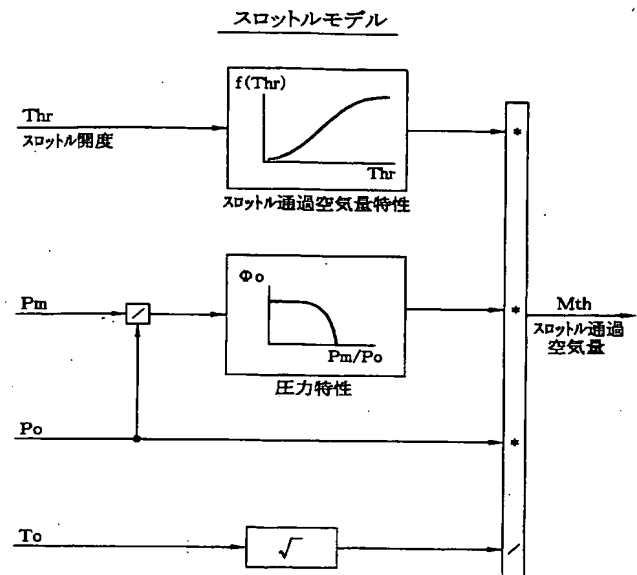 スロットルモデル
f(Thr)
Thr
スロットル開度
*
Thr
スロットル通過空気量特性
Φo
Pm
/
*
Mth
スロットル通過
空気量
Pm/Po
圧力特性
Po
*
To
√
/